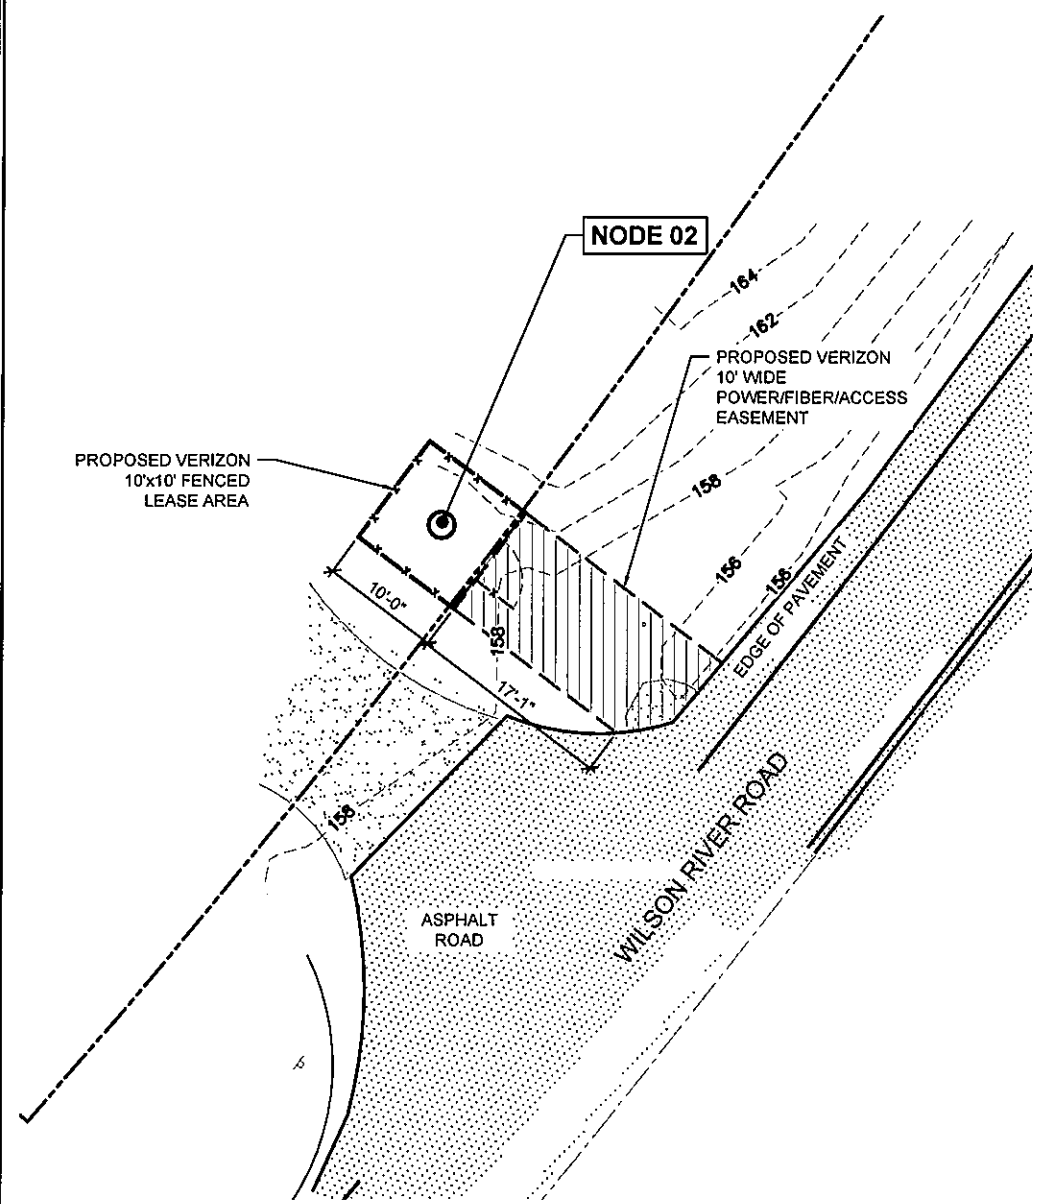 NODE 02
164
162
PROPOSED VERIZON
10' WIDE
POWER/FIBER/ACCESS
EASEMENT
PROPOSED VERIZON
10'x10' FENCED
LEASE AREA
158
156
158
EDGE OF PAVEMENT
10'-0"
158
17'-1"
158
WILSON RIVER ROAD
ASPHALT
ROAD